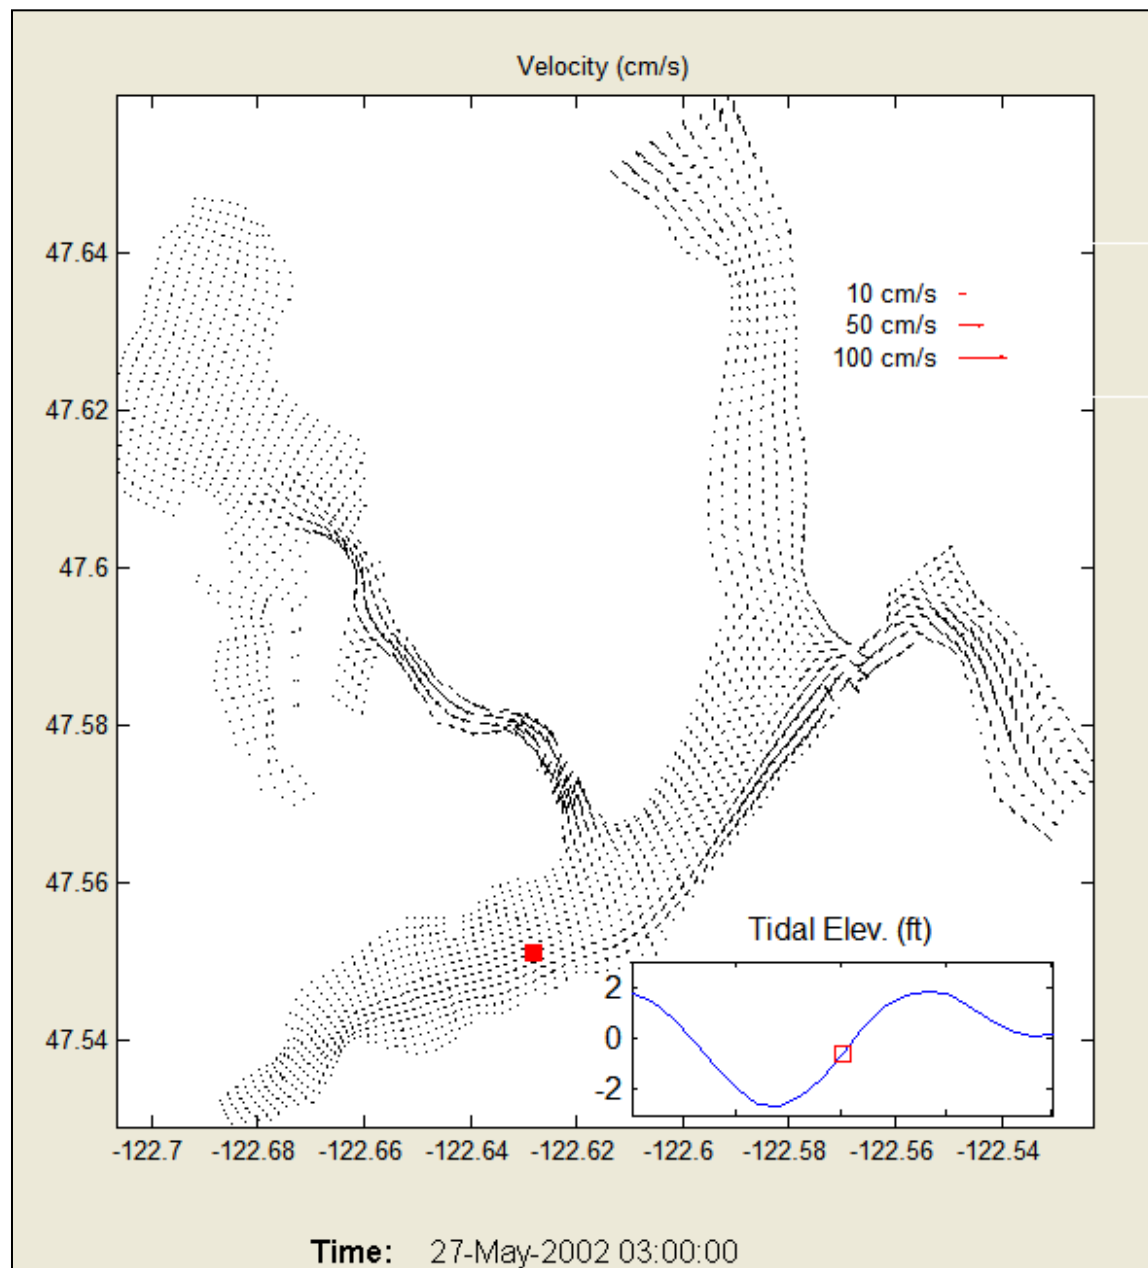 Velocity (cm/s)
47.64
10 cm/s
50 cm/s
100 cm/s
47.62
47.6
47.58
47.56
Tidal Elev. (ft)
2
47.54
0
-2
-122.7 -122.68 -122.66 -122.64 -122.62 -122.6 -122.58 -122.56 -122.54
Time: 27-May-2002 03:00:00